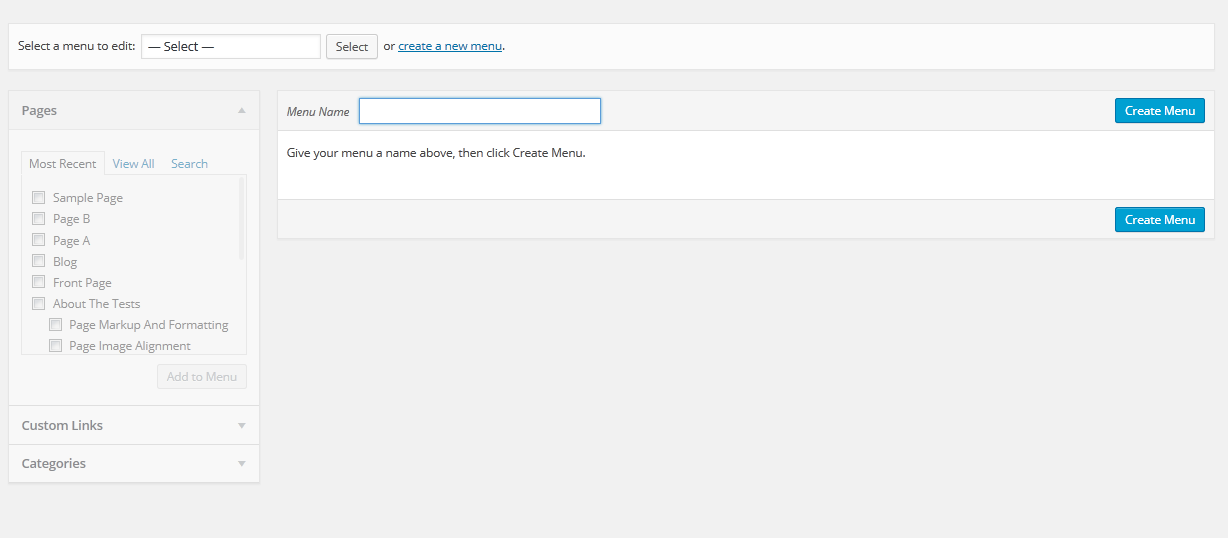 Select a menu to edit: — Select — Select or create a new menu.
Pages
Menu Name Create Menu
Most Recent View All Search
Give your menu a name above, then click Create Menu.
Sample Page
Page B
Page A
Blog
Front Page
About The Tests
Page Markup And Formatting
Page Image Alignment
Add to Menu
Create Menu
Custom Links
Categories